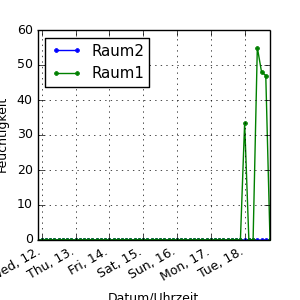 60
50
40
30
20
10
0
Raum2
Raum1
Feuchtigkeit
Wed, 12.
Thu, 13.
Fri, 14.
Sat, 15.
Sun, 16.
Mon, 17.
Tue, 18.
Datum/Uhrzeit